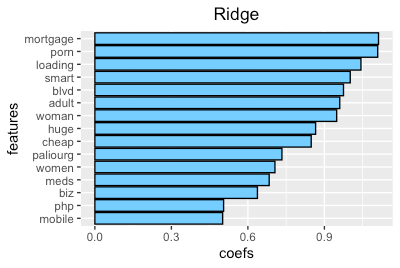 Ridge
features
mortgage
porn
loading
smart
blvd
adult
woman
huge
cheap
paliourg
women
meds
biz
php
mobile
0.0 0.3 0.6 0.9
coefs